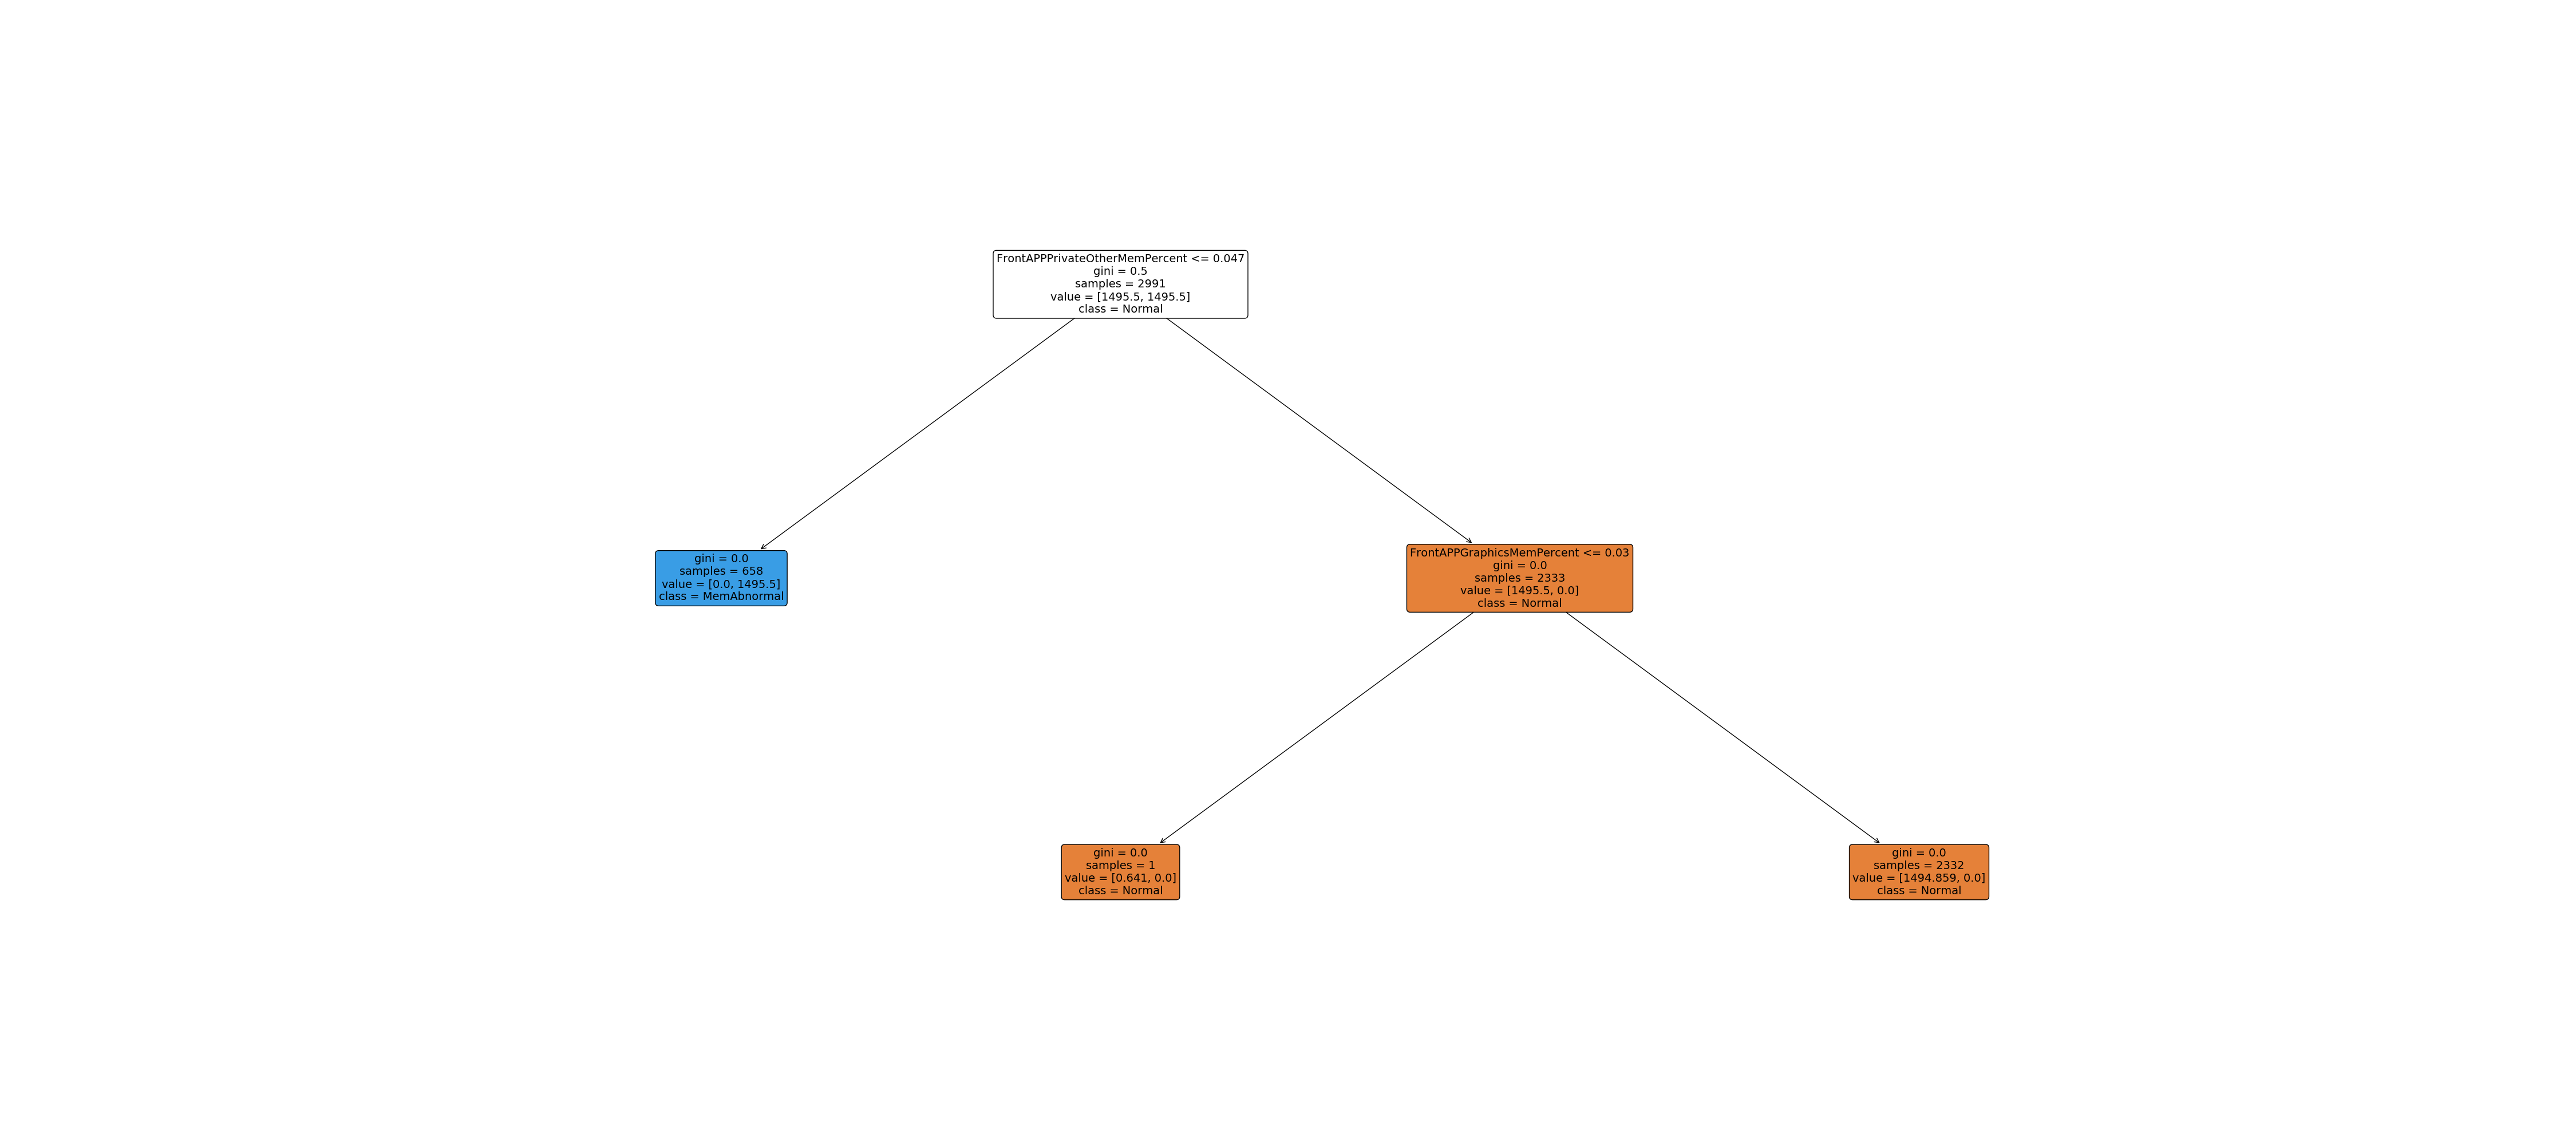 FrontAPPPrivateOtherMemPercent <= 0.047
gini = 0.5
samples = 2991
value = [1495.5, 1495.5]
class = Normal
gini = 0.0
samples = 658
value = [0.0, 1495.5]
class = MemAbnormal
FrontAPPGraphicsMemPercent <= 0.03
gini = 0.0
samples = 2333
value = [1495.5, 0.0]
class = Normal
gini = 0.0
samples = 1
value = [0.641, 0.0]
class = Normal
gini = 0.0
samples = 2332
value = [1494.859, 0.0]
class = Normal